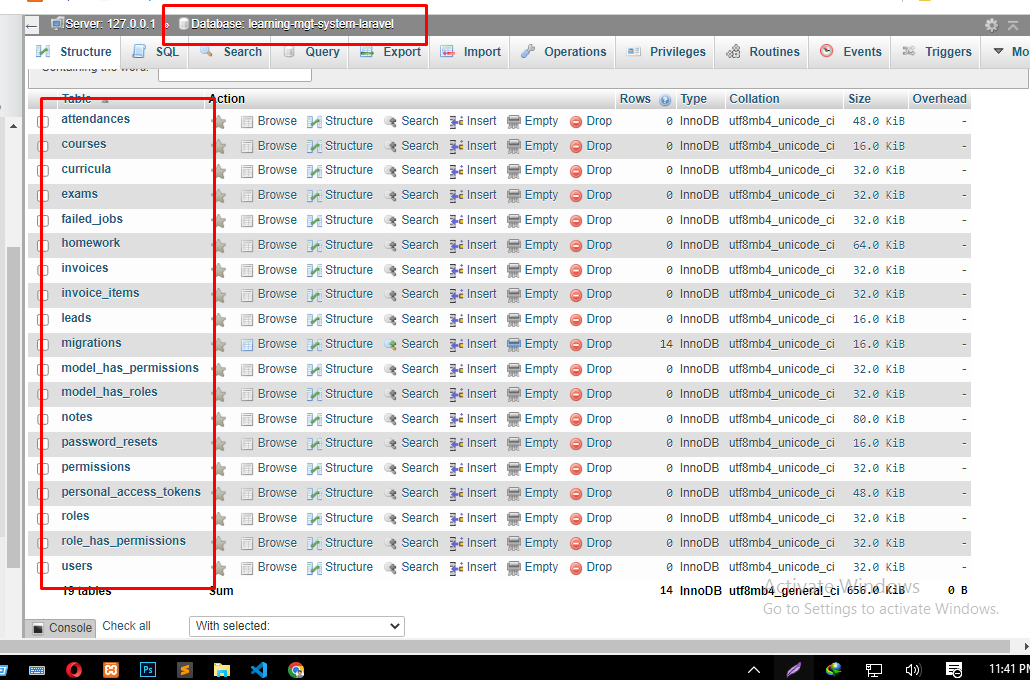 Server: 127.0.0.1 » Database: learning-mgt-system-laravel
Structure SQL Search Query Export Import Operations Privileges Routines Events Triggers Mo
Containing the word:
Table Action Rows Type Collation Size Overhead
attendances Browse Structure Search Insert Empty Drop 0 InnoDB utf8mb4_unicode_ci 48.0 KiB -
courses Browse Structure Search Insert Empty Drop 0 InnoDB utf8mb4_unicode_ci 16.0 KiB -
curricula Browse Structure Search Insert Empty Drop 0 InnoDB utf8mb4_unicode_ci 32.0 KiB -
exams Browse Structure Search Insert Empty Drop 0 InnoDB utf8mb4_unicode_ci 32.0 KiB -
failed_jobs Browse Structure Search Insert Empty Drop 0 InnoDB utf8mb4_unicode_ci 32.0 KiB -
homework Browse Structure Search Insert Empty Drop 0 InnoDB utf8mb4_unicode_ci 64.0 KiB -
invoices Browse Structure Search Insert Empty Drop 0 InnoDB utf8mb4_unicode_ci 32.0 KiB -
invoice_items Browse Structure Search Insert Empty Drop 0 InnoDB utf8mb4_unicode_ci 32.0 KiB -
leads Browse Structure Search Insert Empty Drop 0 InnoDB utf8mb4_unicode_ci 16.0 KiB -
migrations Browse Structure Search Insert Empty Drop 14 InnoDB utf8mb4_unicode_ci 16.0 KiB -
model_has_permissions Browse Structure Search Insert Empty Drop 0 InnoDB utf8mb4_unicode_ci 32.0 KiB -
model_has_roles Browse Structure Search Insert Empty Drop 0 InnoDB utf8mb4_unicode_ci 32.0 KiB -
notes Browse Structure Search Insert Empty Drop 0 InnoDB utf8mb4_unicode_ci 80.0 KiB -
password_resets Browse Structure Search Insert Empty Drop 0 InnoDB utf8mb4_unicode_ci 16.0 KiB -
permissions Browse Structure Search Insert Empty Drop 0 InnoDB utf8mb4_unicode_ci 32.0 KiB -
personal_access_tokens Browse Structure Search Insert Empty Drop 0 InnoDB utf8mb4_unicode_ci 48.0 KiB -
roles Browse Structure Search Insert Empty Drop 0 InnoDB utf8mb4_unicode_ci 32.0 KiB -
role_has_permissions Browse Structure Search Insert Empty Drop 0 InnoDB utf8mb4_unicode_ci 32.0 KiB -
users Browse Structure Search Insert Empty Drop 0 InnoDB utf8mb4_unicode_ci 32.0 KiB -
19 tables Sum 14 InnoDB utf8mb4_general_ci 656.0 KiB 0 B
Activate Windows
Go to Settings to activate Windows.
Console Check all With selected:
Ps 11:41 PM